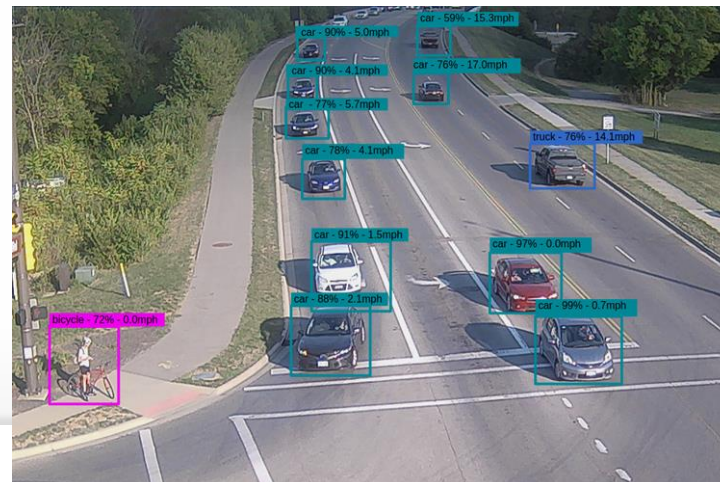 car - 59% - 15.3mph
car - 90% - 5.0mph
car - 76% - 17.0mph
car - 90% - 4.1mph
car - 77% - 5.7mph
truck - 76% - 14.1mph
car - 78% - 4.1mph
car - 91% - 1.5mph
car - 97% - 0.0mph
car - 88% - 2.1mph
car - 99% - 0.7mph
bicycle - 72% - 0.0mph